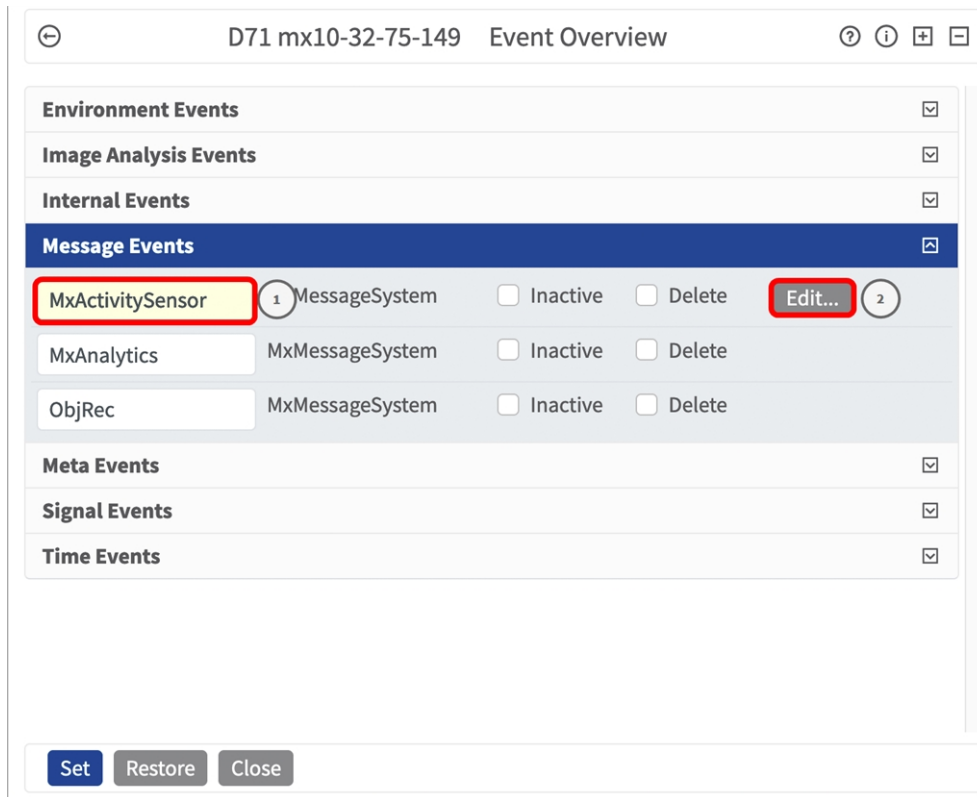 D71 mx10-32-75-149 Event Overview
Environment Events
Image Analysis Events
Internal Events
Message Events
MxActivitySensor 1 MessageSystem Inactive Delete Edit... 2
MxAnalytics MxMessageSystem Inactive Delete
ObjRec MxMessageSystem Inactive Delete
Meta Events
Signal Events
Time Events
Set Restore Close